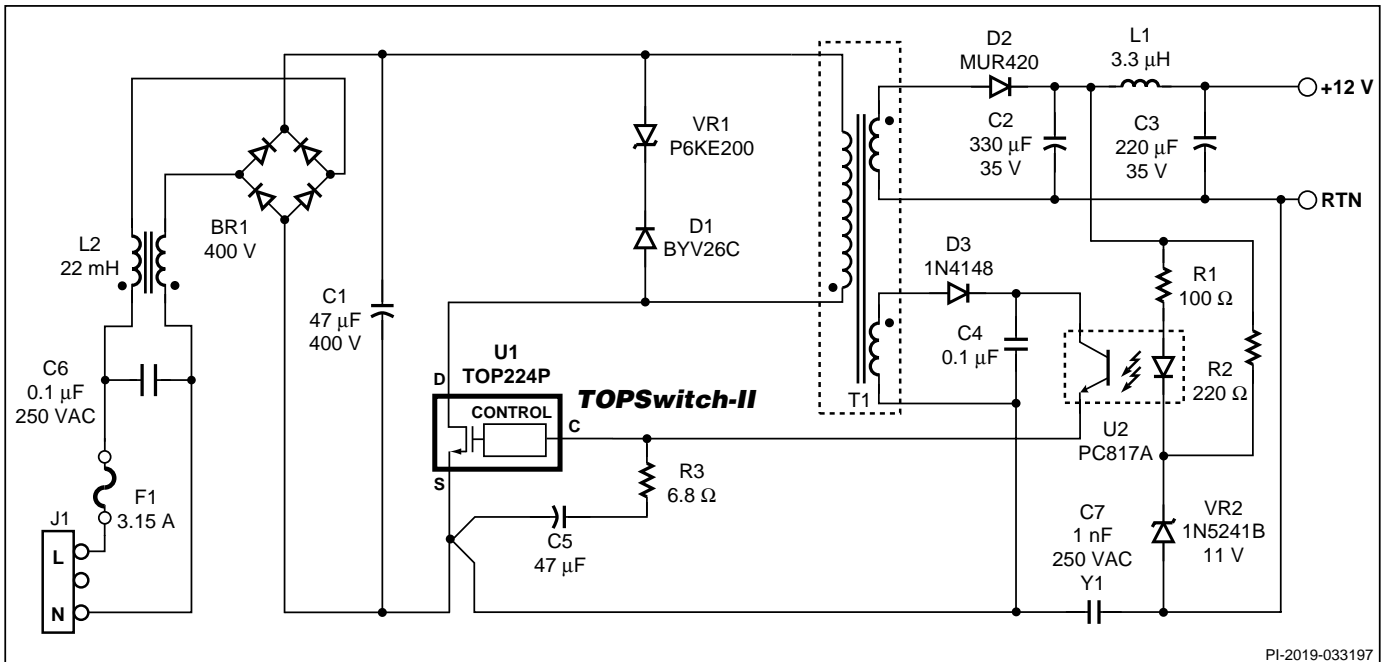 D2
MUR420
L1
3.3 µH
+12 V
VR1
P6KE200
C2
330 µF
35 V
C3
220 µF
35 V
BR1
400 V
L2
22 mH
D1
BYV26C
RTN
D3
1N4148
R1
100 Ω
C1
47 µF
400 V
C4
0.1 µF
R2
220 Ω
U1
TOP224P
C6
0.1 µF
250 VAC
D
CONTROL
C
S
TOPSwitch-II
T1
U2
PC817A
R3
6.8 Ω
F1
3.15 A
J1
L
N
C5
47 µF
C7
1 nF
250 VAC
Y1
VR2
1N5241B
11 V
PI-2019-033197